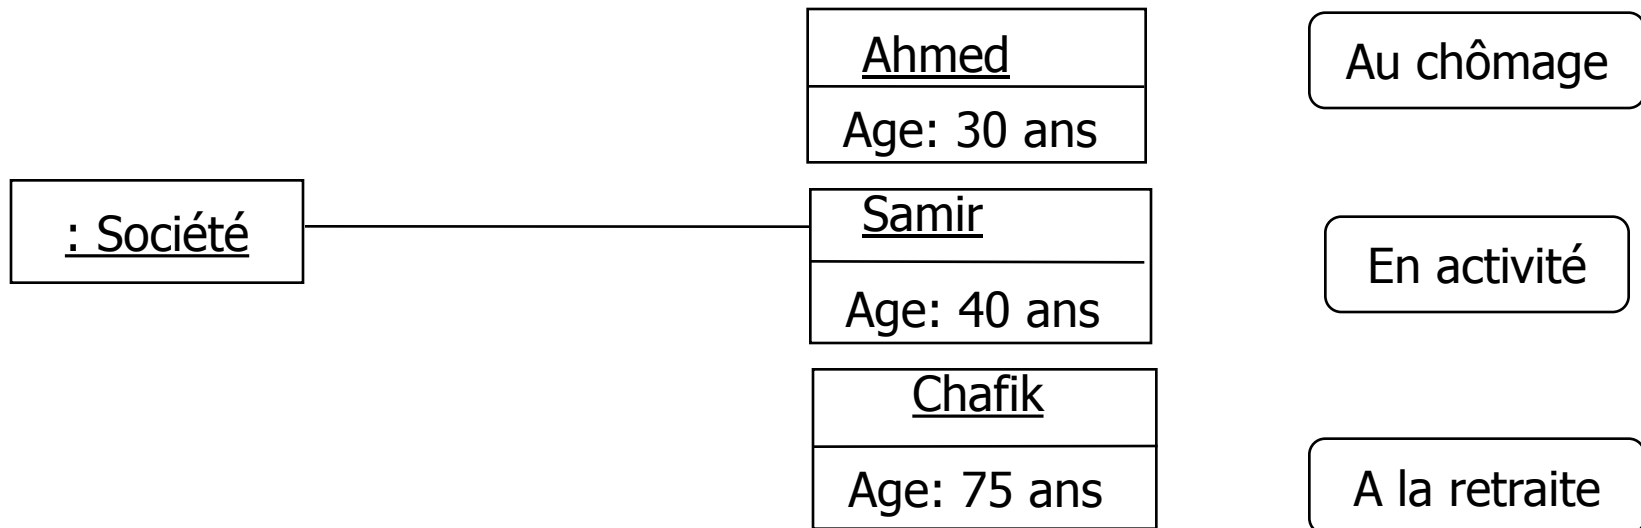 Ahmed
Au chômage
Age: 30 ans
: Société
Samir
En activité
Age: 40 ans
Chafik
Age: 75 ans
A la retraite